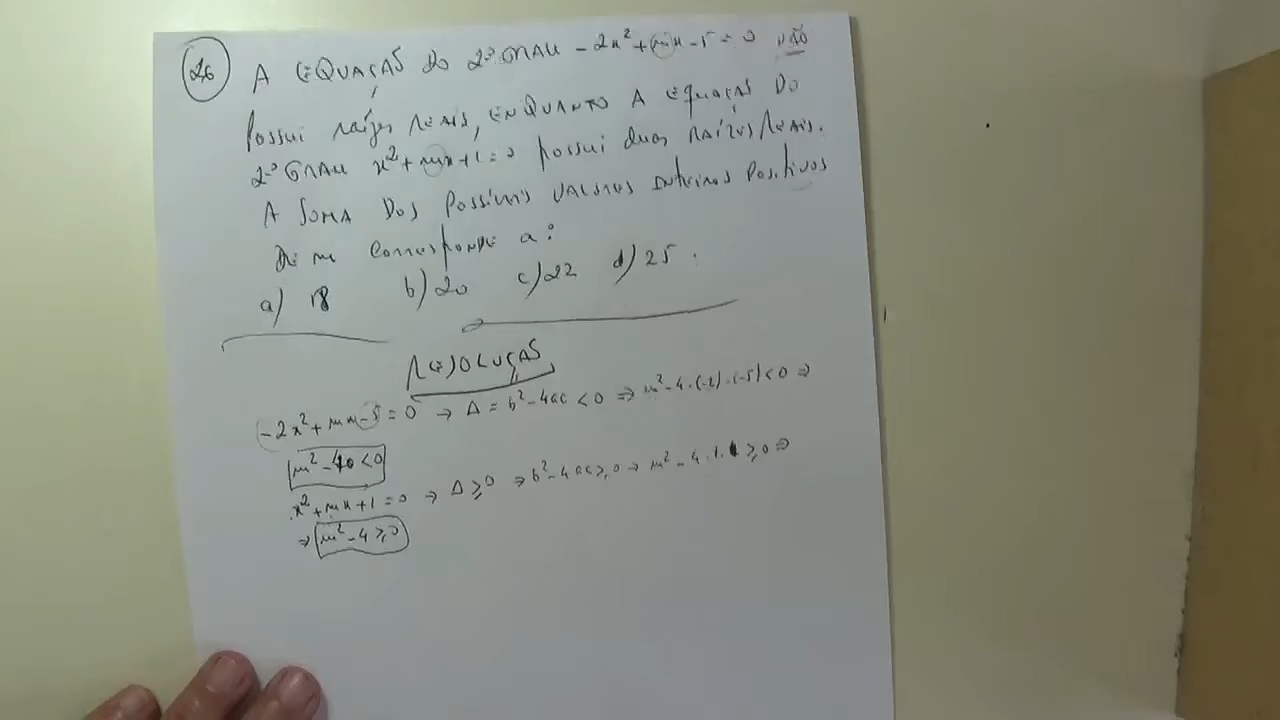 26 A EQUAÇÃO DO 2º GRAU -2x²+mx-5=0 NÃO
Possui raízes reais, ENQUANTO A EQUAÇÃO DO
2º GRAU x²+mx+1=0 possui duas RAÍZES REAIS.
A SOMA DOS POSSÍVEIS VALORES INTEIROS POSITIVOS
DE m CORRESPONDE a:
a) 18 b) 20 c) 22 d) 25.
RESOLUÇÃO
-2x²+mx-5=0 → Δ = b²-4ac < 0 ⇒ m²-4.(-2).(-5)<0 ⇒
m²-40<0
x²+mx+1=0 ⇒ Δ≥0 ⇒ b²-4ac≥0 ⇒ m²-4.1.1≥0 ⇒
⇒ m²-4≥0